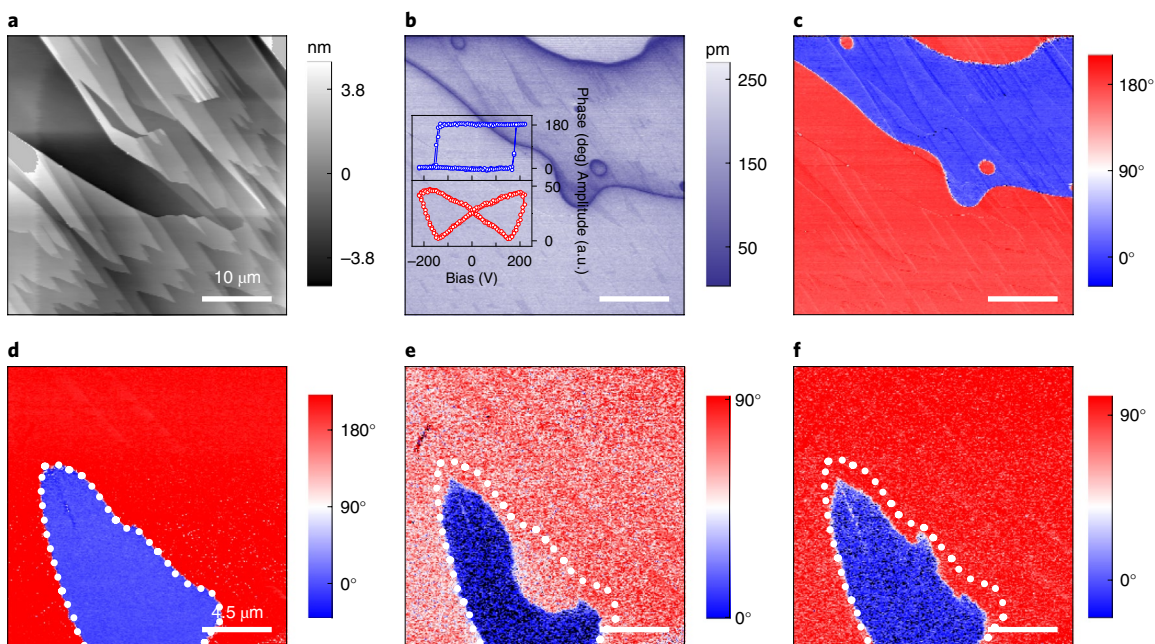 a
nm
3.8
0
−3.8
10 μm
b
pm
250
150
50
Phase (deg)
Amplitude (a.u.)
180
0
50
0
−200
0
200
Bias (V)
c
180°
90°
0°
d
180°
90°
0°
4.5 μm
e
90°
0°
f
90°
0°